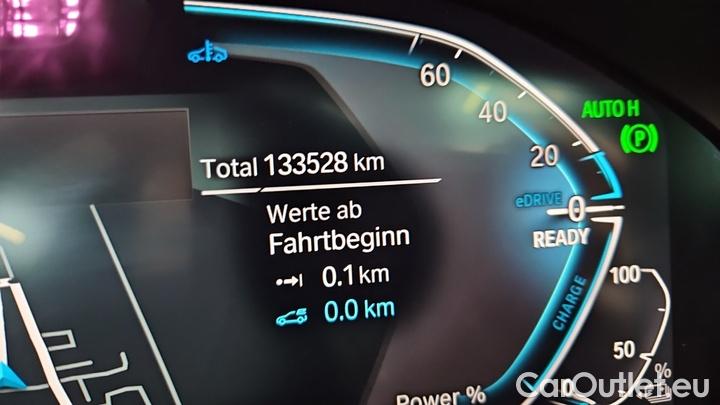 60
40
AUTO H
(P)
20
Total 133528 km
eDRIVE
0
Werte ab
READY
Fahrtbeginn
100
0.1 km
CHARGE
0.0 km
50
%
Power %
0
CarOutlet.eu